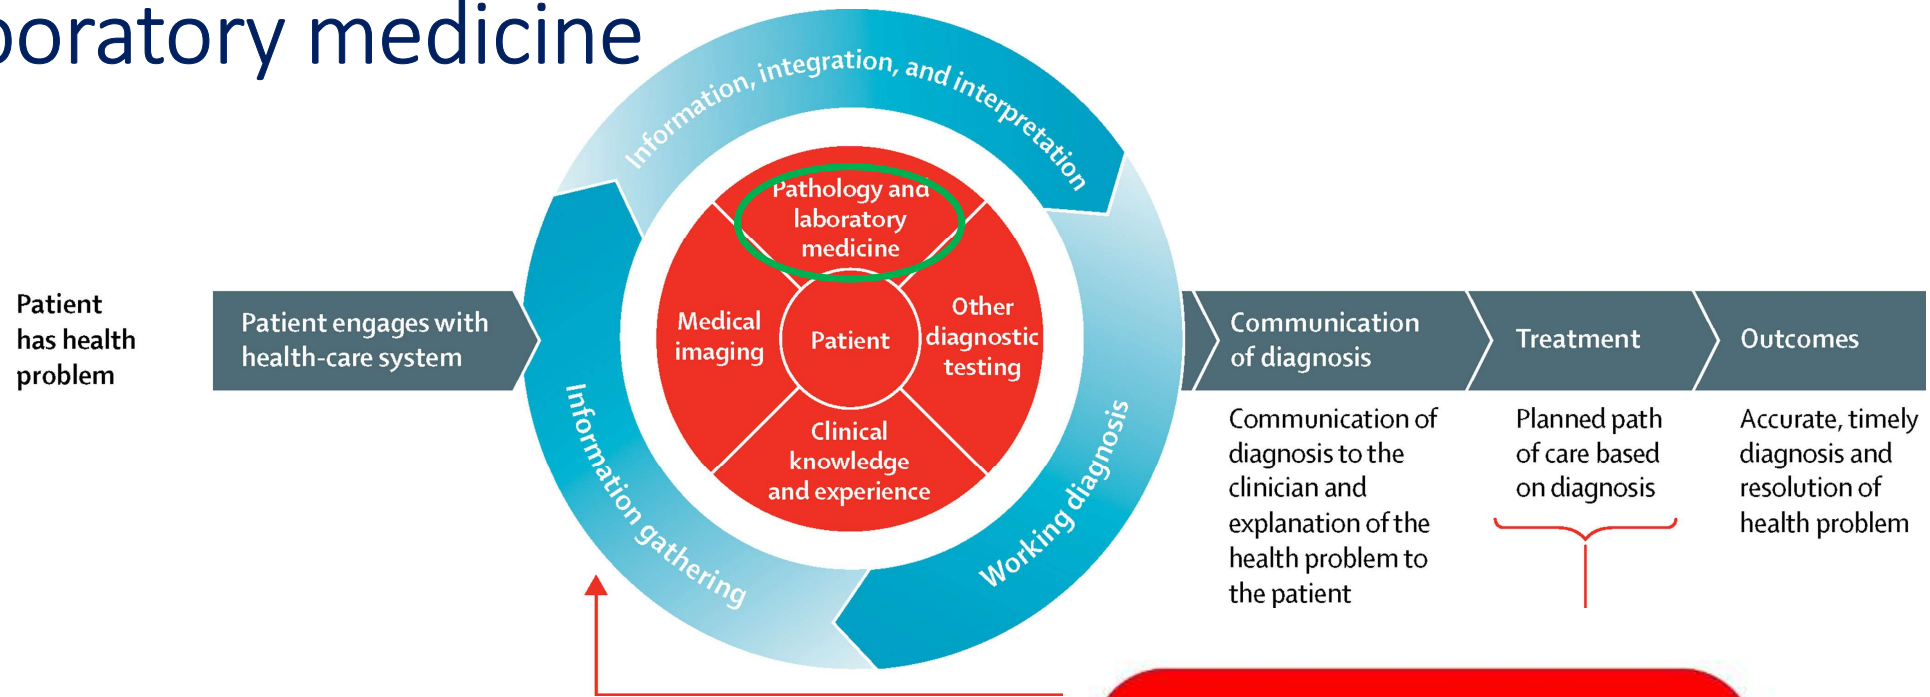 boratory medicine
Information, integration, and interpretation
Pathology and
laboratory
medicine
Patient
has health
problem
Patient engages with
health-care system
Medical
imaging
Patient
Other
diagnostic
testing
Clinical
knowledge
and experience
Information gathering
Working diagnosis
Communication
of diagnosis
Treatment
Outcomes
Communication of
diagnosis to the
clinician and
explanation of the
health problem to
the patient
Planned path
of care based
on diagnosis
Accurate, timely
diagnosis and
resolution of
health problem